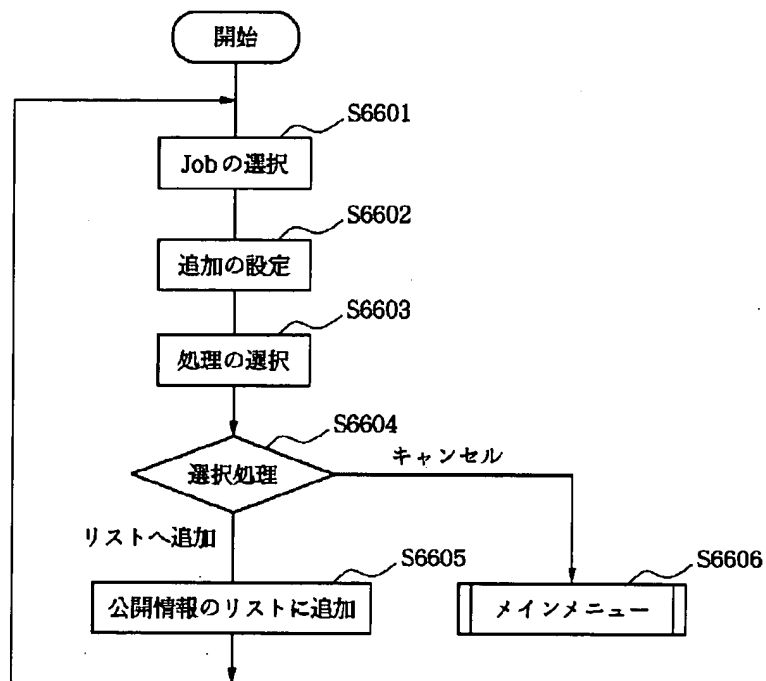 開始
S6601
Jobの選択
S6602
追加の設定
S6603
処理の選択
S6604
選択処理
キャンセル
リストへ追加
S6605
公開情報のリストに追加
S6606
メインメニュー